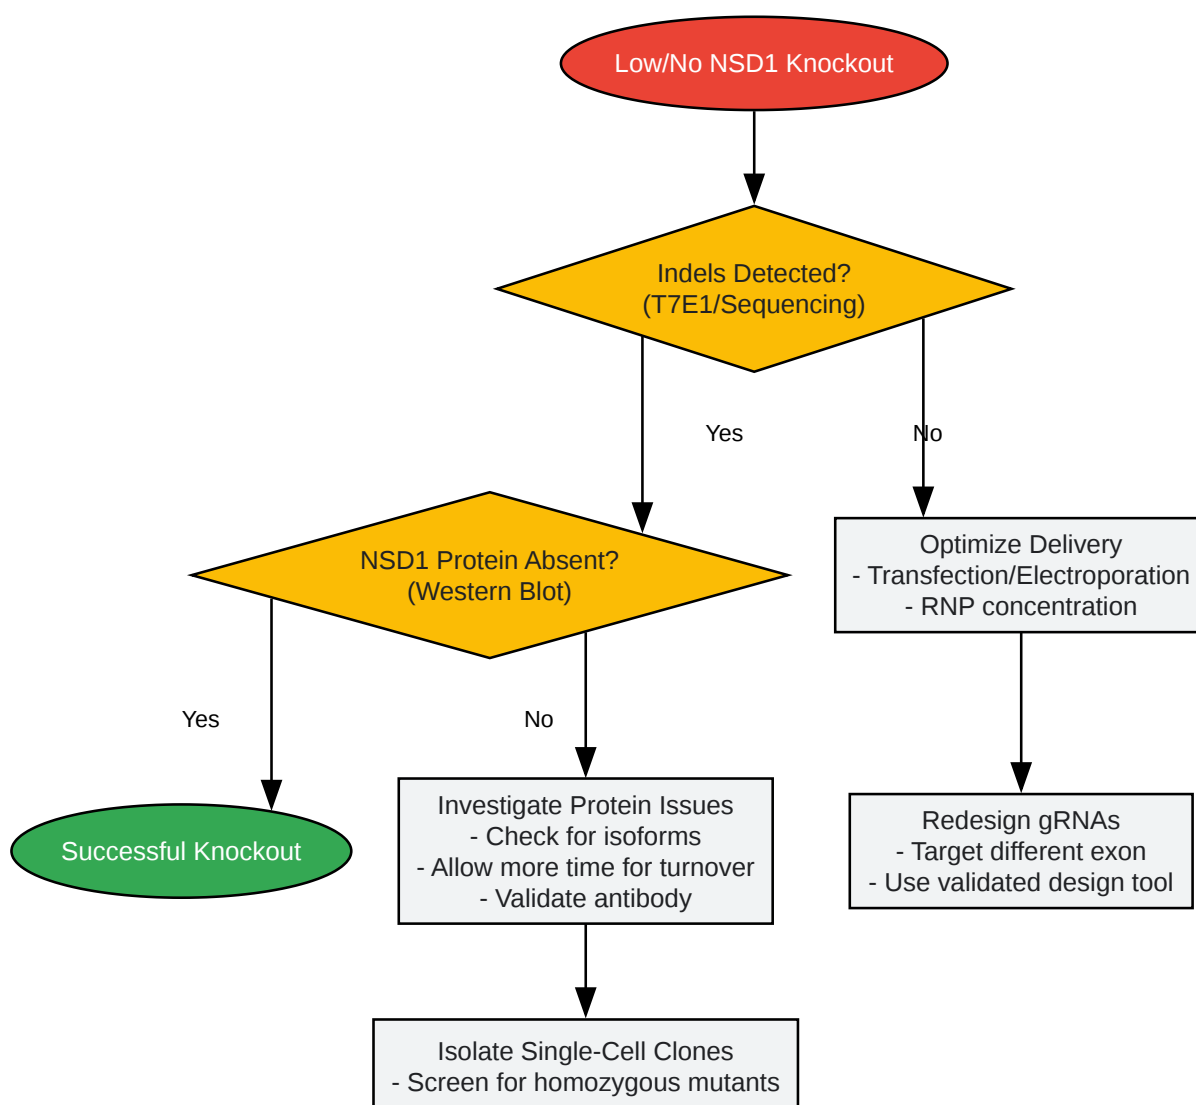 Low/No NSD1 Knockout
Indels Detected?
(T7E1/Sequencing)
Yes
No
NSD1 Protein Absent?
(Western Blot)
Optimize Delivery
- Transfection/Electroporation
- RNP concentration
Yes
No
Successful Knockout
Investigate Protein Issues
- Check for isoforms
- Allow more time for turnover
- Validate antibody
Redesign gRNAs
- Target different exon
- Use validated design tool
Isolate Single-Cell Clones
- Screen for homozygous mutants